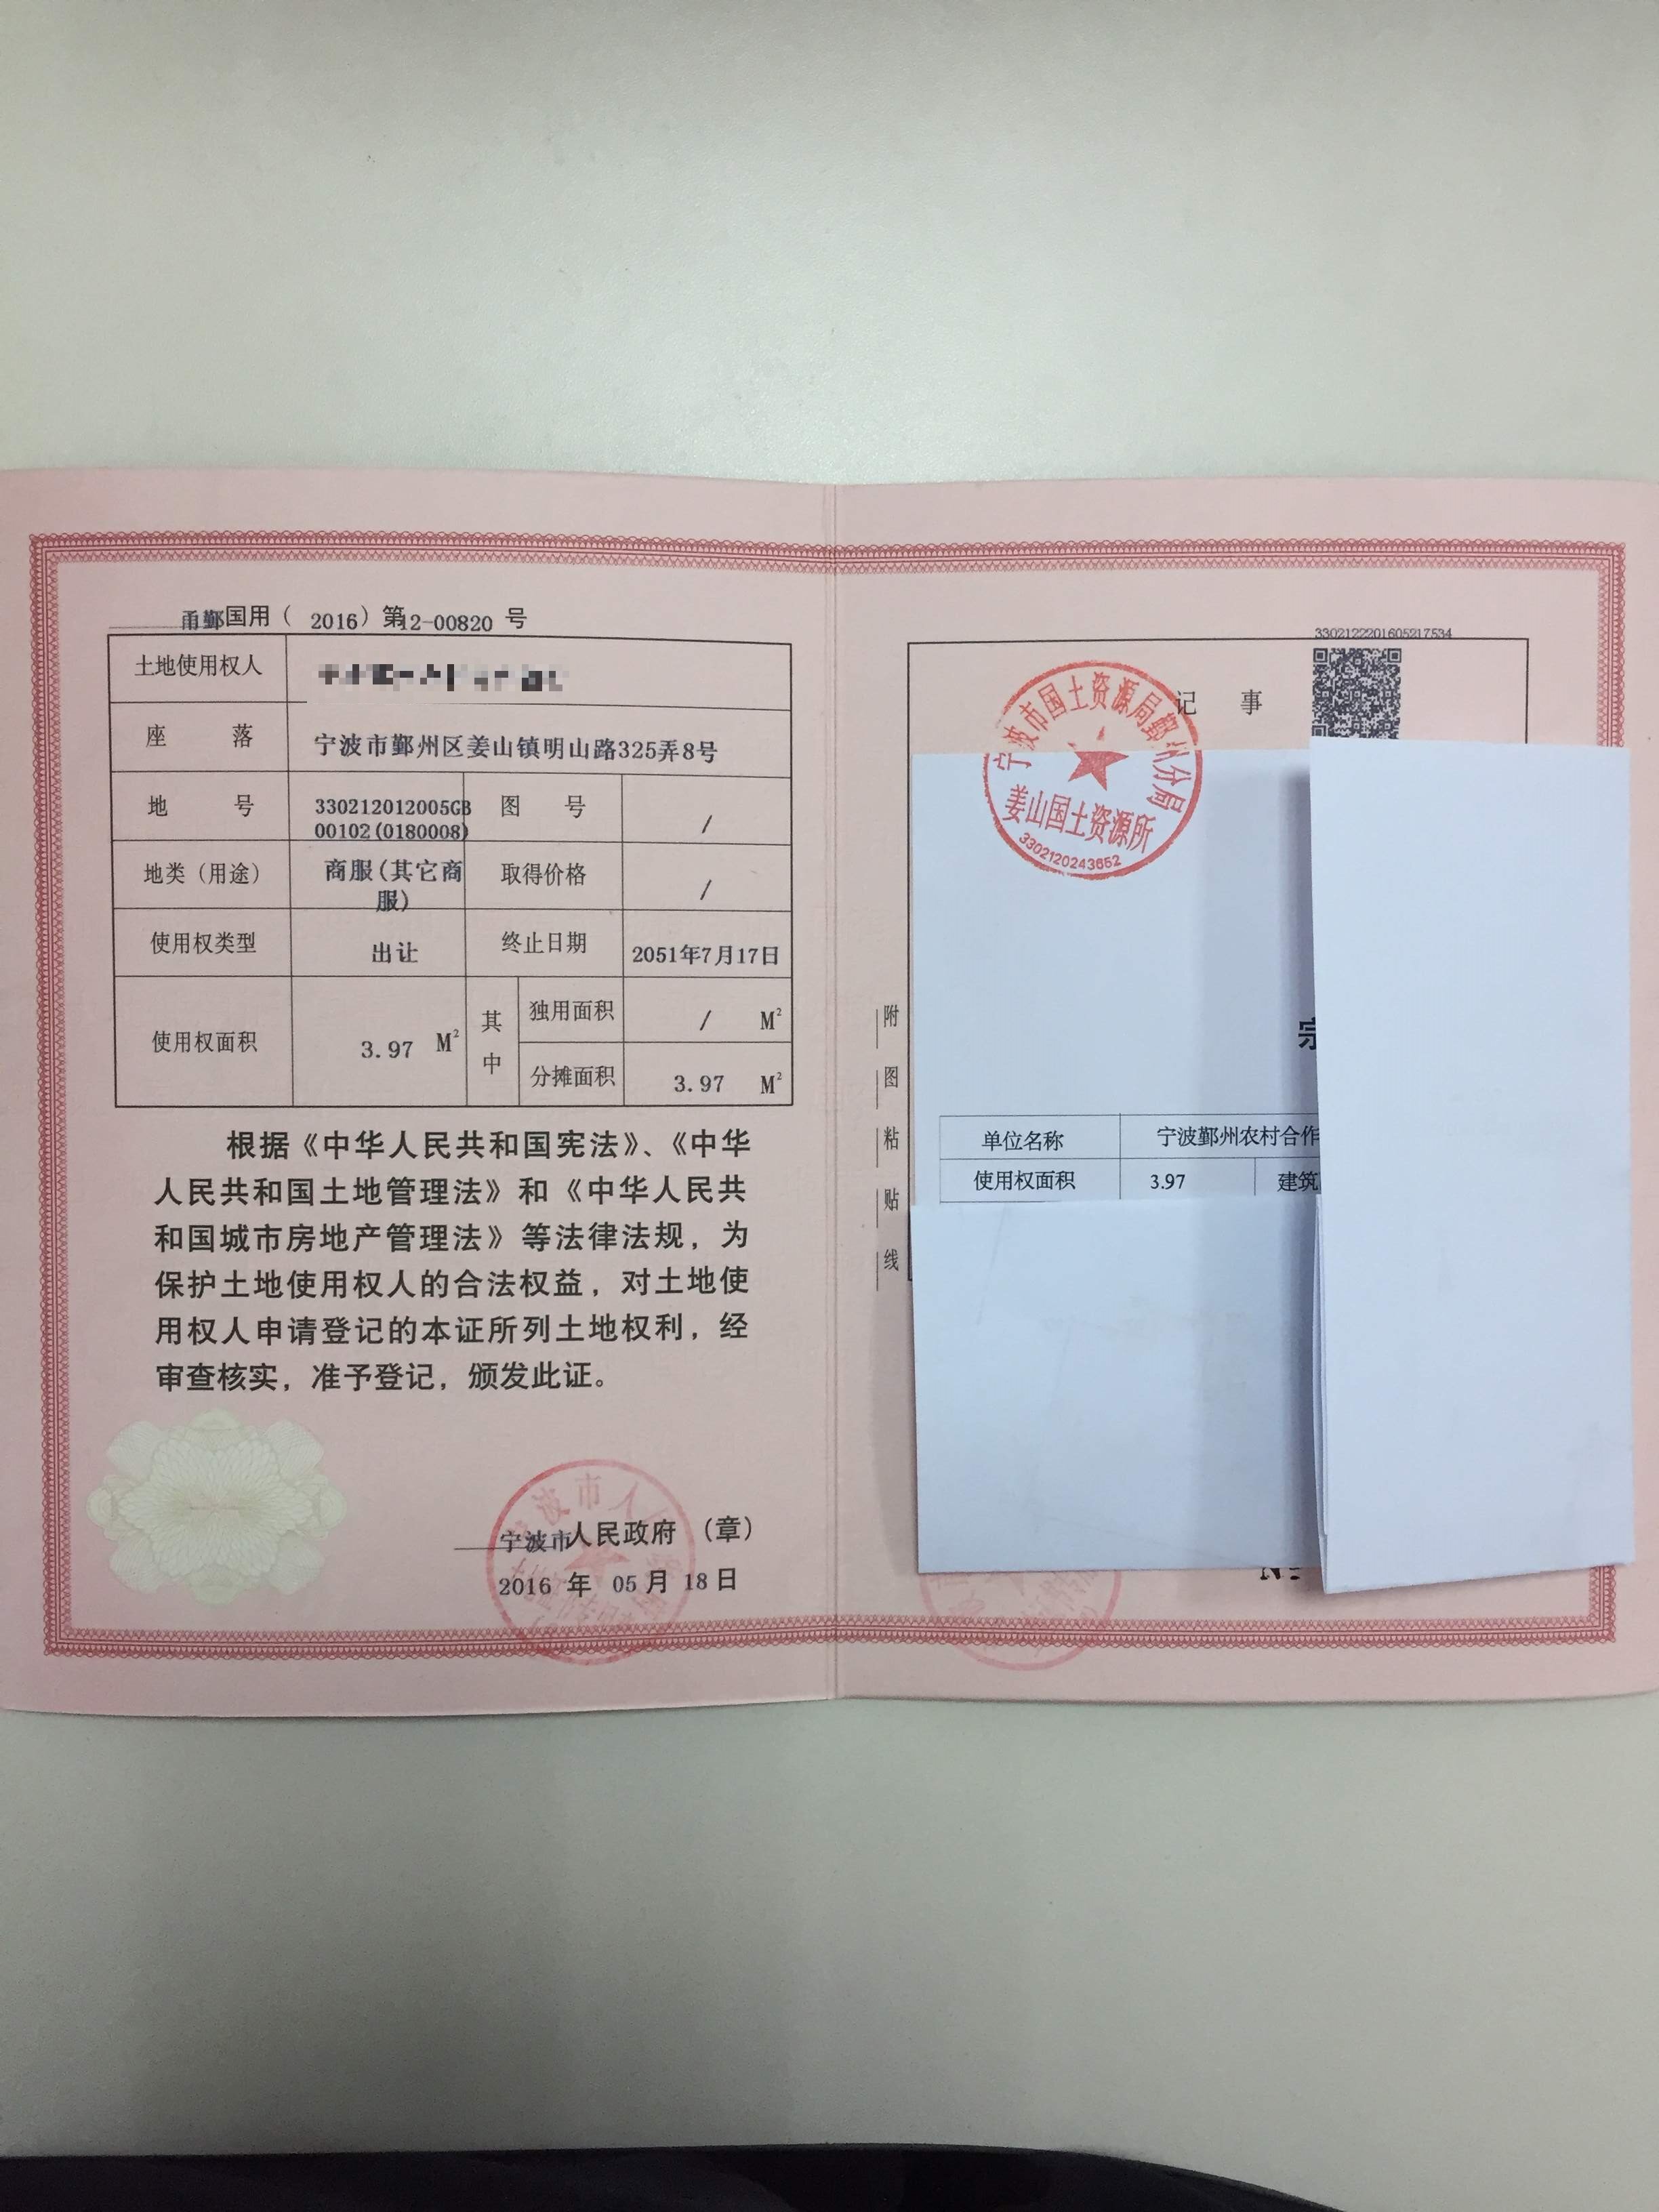 甬鄞国用（ 2016）第12-00820 号
土地使用权人
座 落 宁波市鄞州区姜山镇明山路325弄8号
地 号 330212012005GB 图 号 /
00102(0180008)
地类（用途） 商服(其它商 取得价格 /
服)
使用权类型 出让 终止日期 2051年7月17日
使用权面积 3.97 M² 其中 独用面积 / M²
分摊面积 3.97 M²
根据《中华人民共和国宪法》、《中华
人民共和国土地管理法》和《中华人民共
和国城市房地产管理法》等法律法规，为
保护土地使用权人的合法权益，对土地使
用权人申请登记的本证所列土地权利，经
审查核实，准予登记，颁发此证。
宁波市人民政府 （章）
2016 年 05 月 18 日
3302122201605217534
记 事
宁波市国土资源局鄞州分局
姜山国土资源所
3302120243652
附图粘贴线
宗
单位名称 宁波鄞州农村合作
使用权面积 3.97 建筑